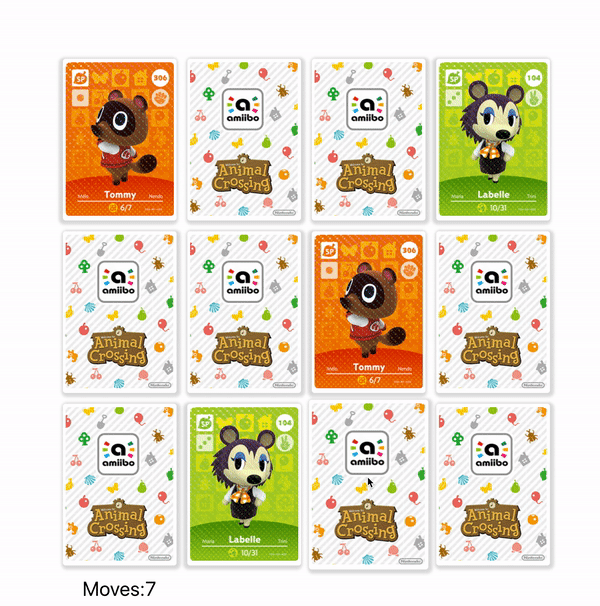 SP 306
Tommy
6/7
amiibo
Animal
Crossing
Nintendo
amiibo
Animal
Crossing
Nintendo
SP 104
Labelle
10/31
amiibo
Animal
Crossing
Nintendo
amiibo
Animal
Crossing
Nintendo
SP 306
Tommy
6/7
amiibo
Animal
Crossing
Nintendo
amiibo
Animal
Crossing
Nintendo
SP 104
Labelle
10/31
amiibo
Animal
Crossing
Nintendo
amiibo
Animal
Crossing
Nintendo
Moves:7